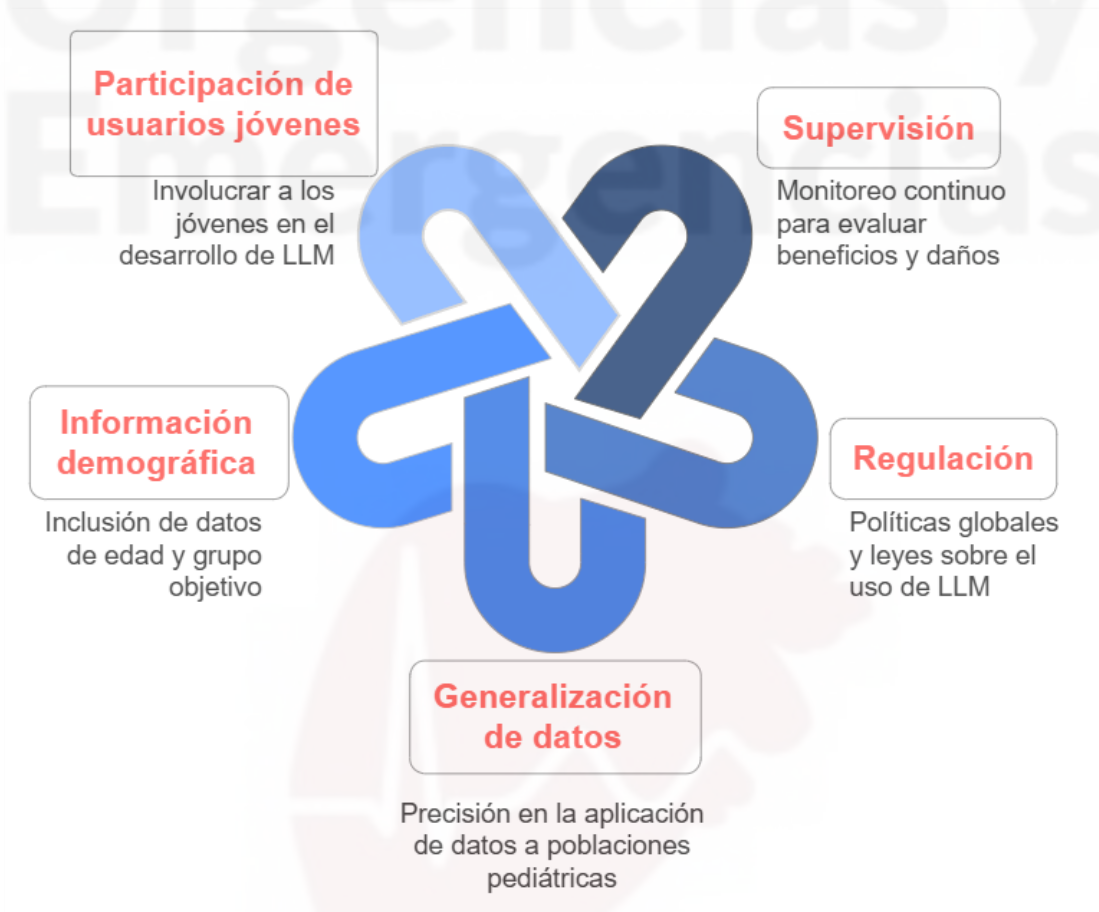 Urgencias y
Emergencias
Participación de
usuarios jóvenes
Involucrar a los
jóvenes en el
desarrollo de LLM
Supervisión
Monitoreo continuo
para evaluar
beneficios y daños
Información
demográfica
Inclusión de datos
de edad y grupo
objetivo
Regulación
Políticas globales
y leyes sobre el
uso de LLM
Generalización
de datos
Precisión en la aplicación
de datos a poblaciones
pediátricas